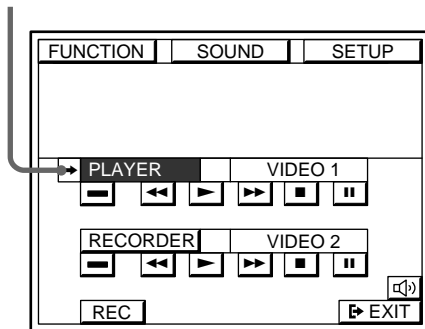 FUNCTION SOUND SETUP
PLAYER VIDEO 1
RECORDER VIDEO 2
REC EXIT